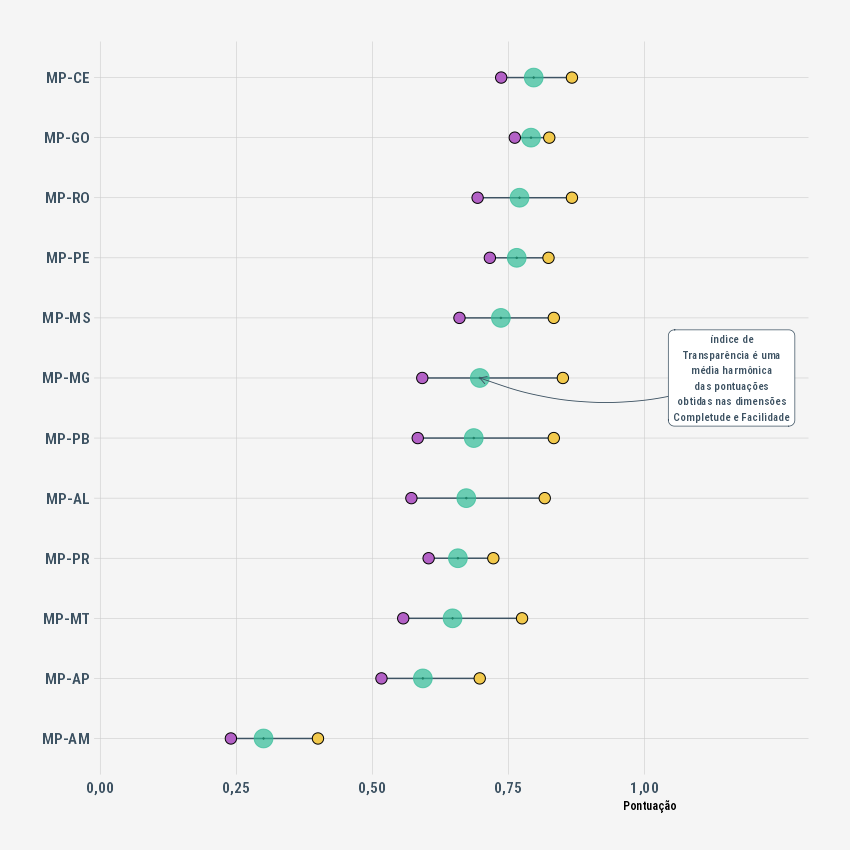 MP-CE
MP-GO
MP-RO
MP-PE
MP-MS
MP-MG
MP-PB
MP-AL
MP-PR
MP-MT
MP-AP
MP-AM
índice de
Transparência é uma
média harmônica
das pontuações
obtidas nas dimensões
Completude e Facilidade
0,00
0,25
0,50
0,75
1,00
Pontuação